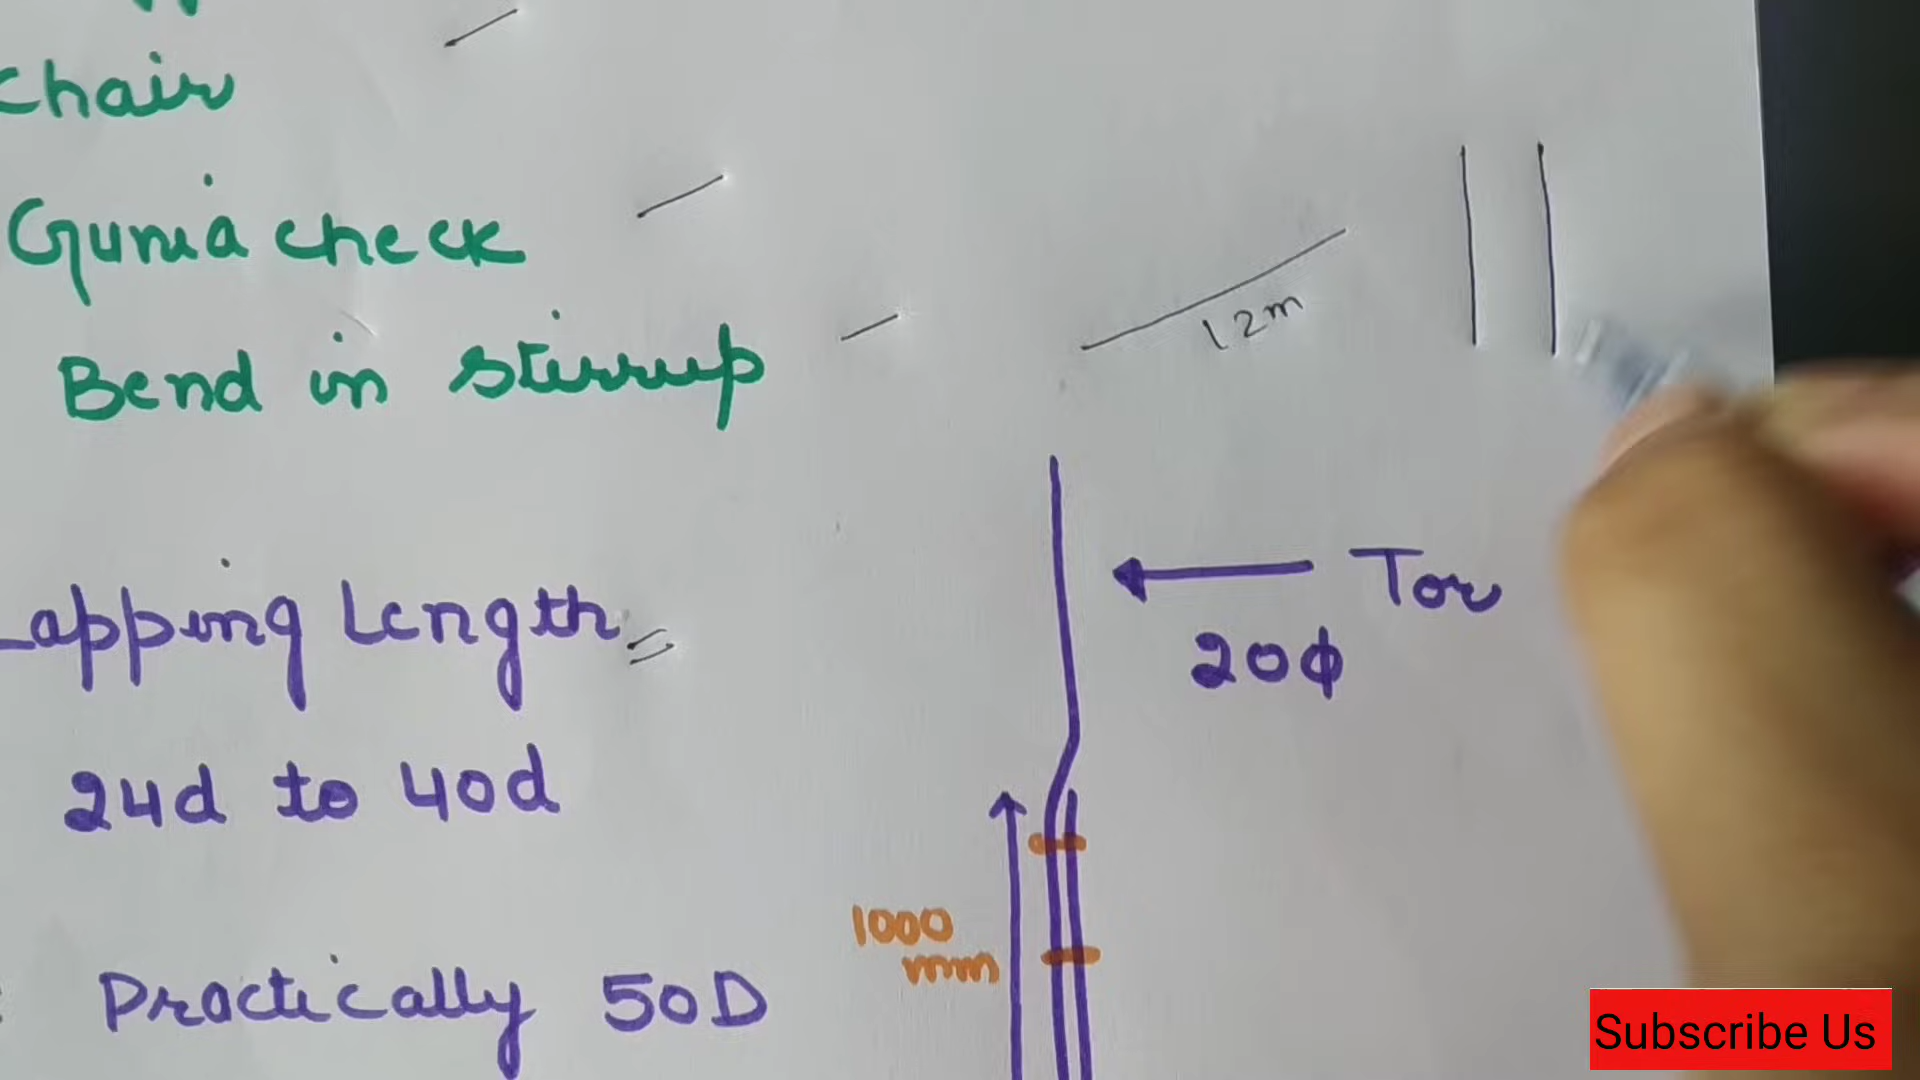 chair
Gunia check
Bend in stirrup
12m
Lapping Length
Tor
20φ
24d to 40d
1000
mm
Practically 50D
Subscribe Us